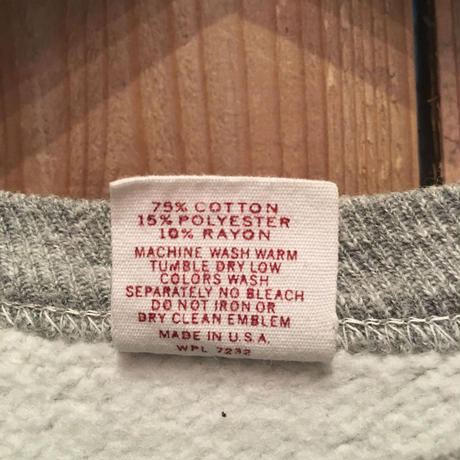 75% COTTON
15% POLYESTER
10% RAYON
MACHINE WASH WARM
TUMBLE DRY LOW
COLORS WASH
SEPARATELY NO BLEACH
DO NOT IRON OR
DRY CLEAN EMBLEM
MADE IN U.S.A.
WPL 7232